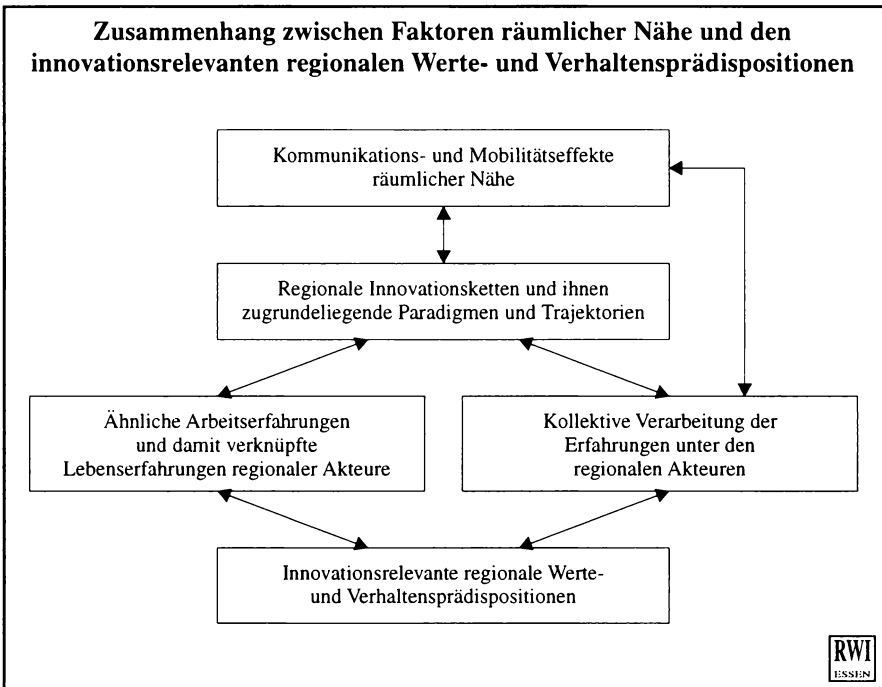 Zusammenhang zwischen Faktoren räumlicher Nähe und den
innovationsrelevanten regionalen Werte- und Verhaltensprädispositionen
Kommunikations- und Mobilitätseffekte
räumlicher Nähe
Regionale Innovationsketten und ihnen
zugrundeliegende Paradigmen und Trajektorien
Ähnliche Arbeitserfahrungen
und damit verknüpfte
Lebenserfahrungen regionaler Akteure
Kollektive Verarbeitung der
Erfahrungen unter den
regionalen Akteuren
Innovationsrelevante regionale Werte-
und Verhaltensprädispositionen
RWI
ESSEN